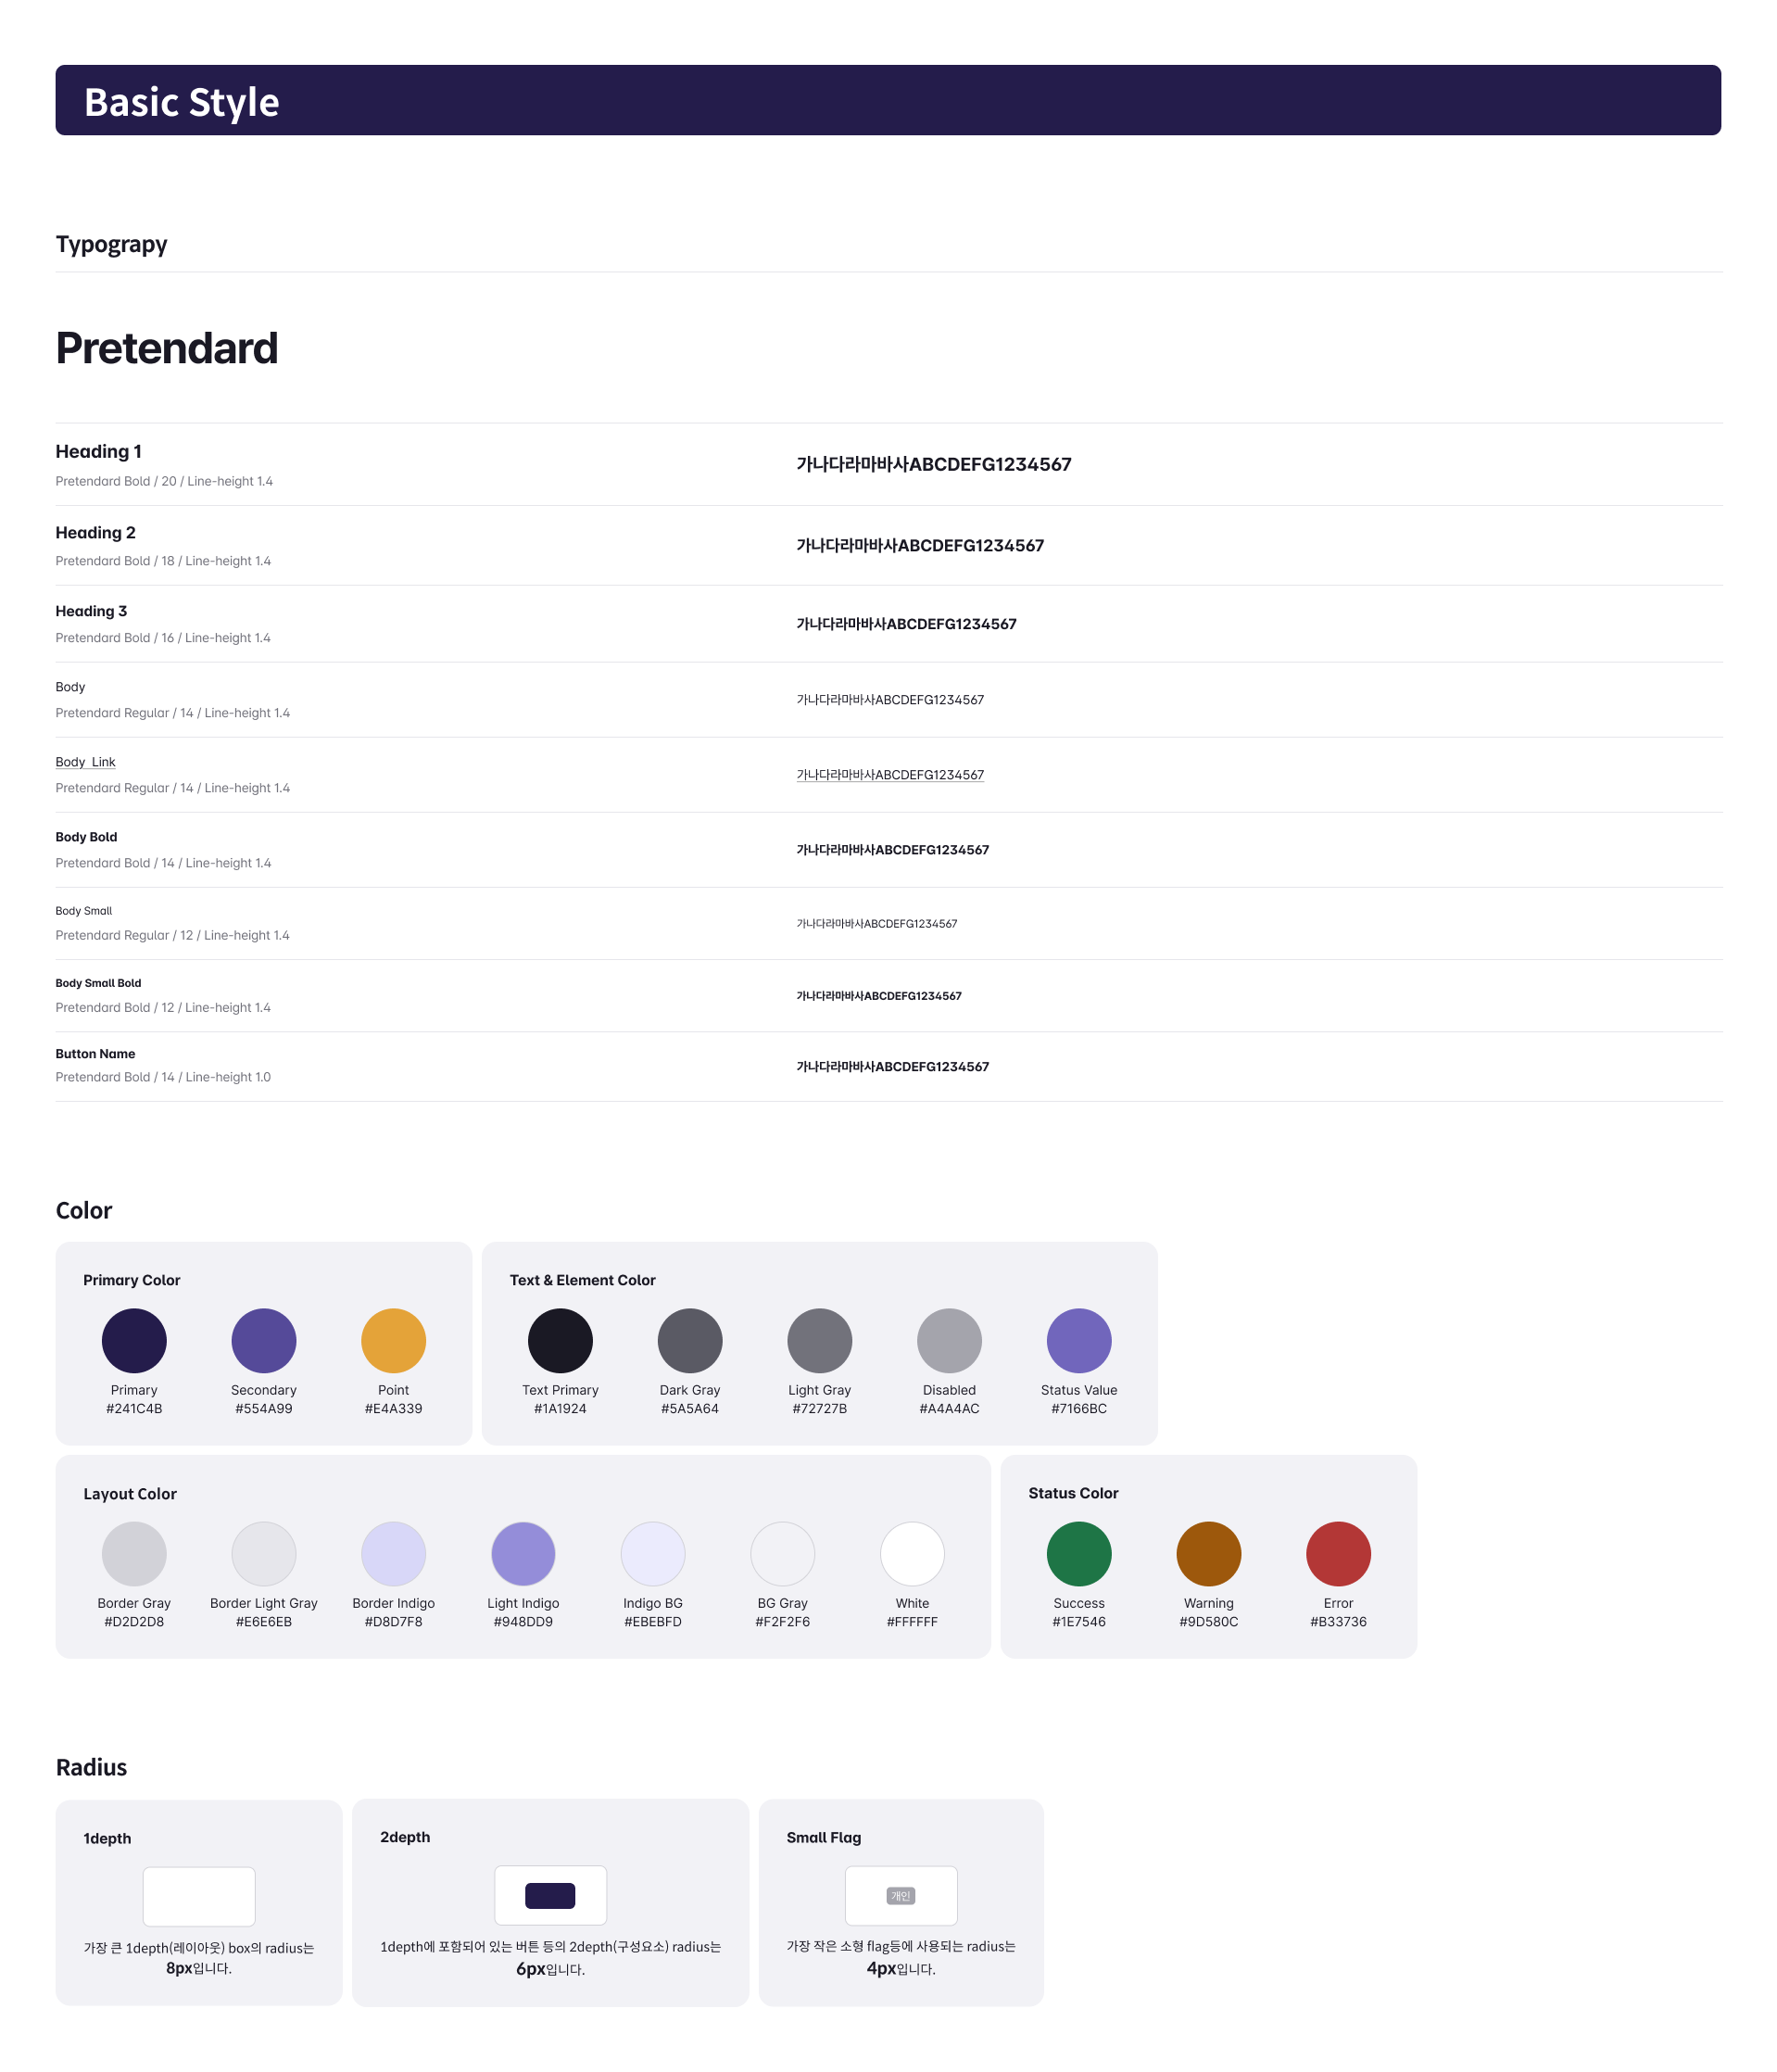 Basic Style
Typograpy
Pretendard
Heading 1
Pretendard Bold / 20 / Line-height 1.4
가나다라마바사ABCDEFG1234567
Heading 2
Pretendard Bold / 18 / Line-height 1.4
가나다라마바사ABCDEFG1234567
Heading 3
Pretendard Bold / 16 / Line-height 1.4
가나다라마바사ABCDEFG1234567
Body
Pretendard Regular / 14 / Line-height 1.4
가나다라마바사ABCDEFG1234567
Body_Link
Pretendard Regular / 14 / Line-height 1.4
가나다라마바사ABCDEFG1234567
Body Bold
Pretendard Bold / 14 / Line-height 1.4
가나다라마바사ABCDEFG1234567
Body Small
Pretendard Regular / 12 / Line-height 1.4
가나다라마바사ABCDEFG1234567
Body Small Bold
Pretendard Bold / 12 / Line-height 1.4
가나다라마바사ABCDEFG1234567
Button Name
Pretendard Bold / 14 / Line-height 1.0
가나다라마바사ABCDEFG1234567
Color
Primary Color
Primary
#241C4B
Secondary
#554A99
Point
#E4A339
Text & Element Color
Text Primary
#1A1924
Dark Gray
#5A5A64
Light Gray
#72727B
Disabled
#A4A4AC
Status Value
#7166BC
Layout Color
Border Gray
#D2D2D8
Border Light Gray
#E6E6EB
Border Indigo
#D8D7F8
Light Indigo
#948DD9
Indigo BG
#EBEBFD
BG Gray
#F2F2F6
White
#FFFFFF
Status Color
Success
#1E7546
Warning
#9D580C
Error
#B33736
Radius
1depth
가장 큰 1depth(레이아웃) box의 radius는
8px입니다.
2depth
1depth에 포함되어 있는 버튼 등의 2depth(구성요소) radius는
6px입니다.
Small Flag
개인
가장 작은 소형 flag등에 사용되는 radius는
4px입니다.